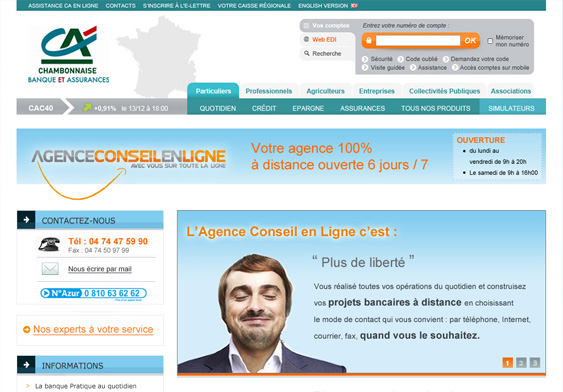 ASSISTANCE CA EN LIGNE CONTACTS S'INSCRIRE À L'E-LETTRE VOTRE CAISSE RÉGIONALE ENGLISH VERSION
CHAMBONNAISE
BANQUE ET ASSURANCES
Vos comptes
Web EDI
Recherche
Entrez votre numéro de compte :
OK
Mémoriser
mon numéro
Sécurité Code oublié Demandez votre code
Visite guidée Assistance Accès comptes sur mobile
Particuliers Professionnels Agriculteurs Entreprises Collectivités Publiques Associations
CAC40 +0,91% le 13/12 à 18:00 QUOTIDIEN CRÉDIT EPARGNE ASSURANCES TOUS NOS PRODUITS SIMULATEURS
AGENCECONSEILENLIGNE
AVEC VOUS SUR TOUTE LA LIGNE
Votre agence 100%
à distance ouverte 6 jours / 7
OUVERTURE
• du lundi au
vendredi de 9h à 20h
• Le samedi de 9h à 16h00
CONTACTEZ-NOUS
Tél : 04 74 47 59 90
Fax : 04 74 50 97 99
Nous écrire par mail
N°Azur 0 810 63 62 62
Nos experts à votre service
INFORMATIONS
La banque Pratique au quotidien
L'Agence Conseil en Ligne c'est :
“ Plus de liberté ”
Vous réalisé toutes vos opérations du quotidien et construisez
vos projets bancaires à distance en choisissant
le mode de contact qui vous convient : par téléphone, Internet,
courrier, fax, quand vous le souhaitez.
1 2 3